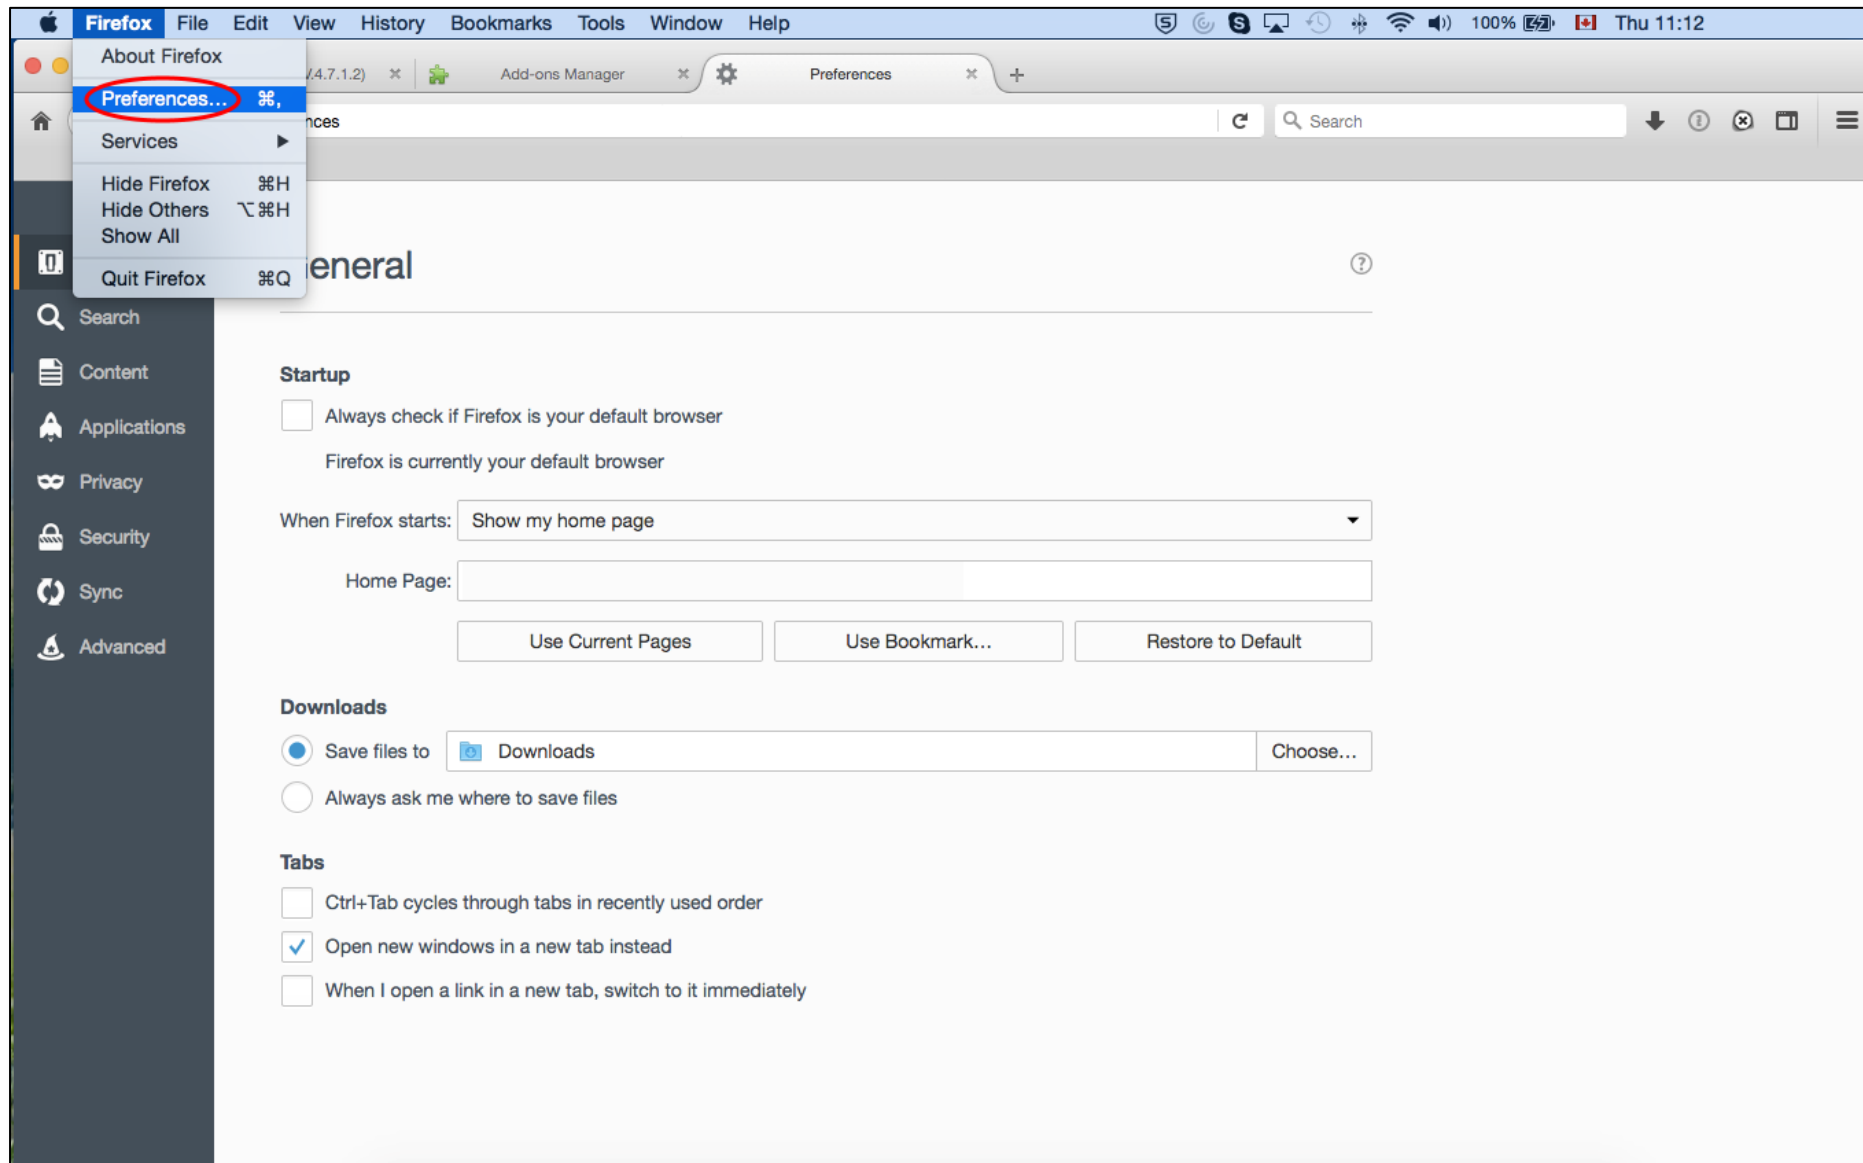 Firefox File Edit View History Bookmarks Tools Window Help 100% Thu 11:12
About Firefox
Preferences... ⌘,
Services ▶
Hide Firefox ⌘H
Hide Others ⌥⌘H
Show All
Quit Firefox ⌘Q
.4.7.1.2) Add-ons Manager Preferences
nces Search
eneral
Search
Content
Applications
Privacy
Security
Sync
Advanced
Startup
Always check if Firefox is your default browser
Firefox is currently your default browser
When Firefox starts: Show my home page
Home Page:
Use Current Pages Use Bookmark... Restore to Default
Downloads
Save files to Downloads Choose...
Always ask me where to save files
Tabs
Ctrl+Tab cycles through tabs in recently used order
Open new windows in a new tab instead
When I open a link in a new tab, switch to it immediately